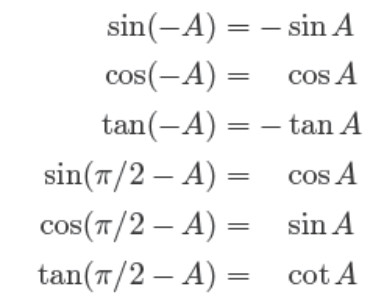 sin(−A) = − sin A
cos(−A) = cos A
tan(−A) = − tan A
sin(π/2 − A) = cos A
cos(π/2 − A) = sin A
tan(π/2 − A) = cot A